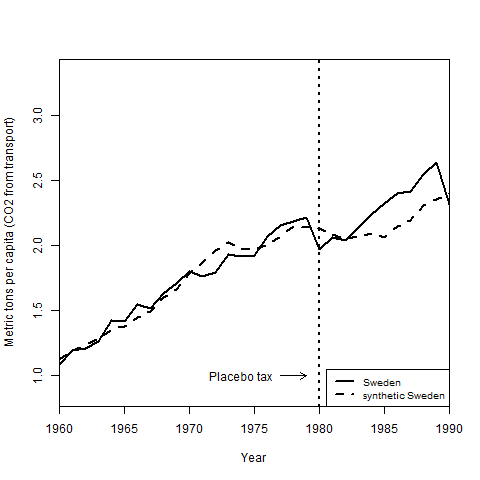 Metric tons per capita (CO2 from transport)
3.0
2.5
2.0
1.5
1.0
Placebo tax
Sweden
synthetic Sweden
1960 1965 1970 1975 1980 1985 1990
Year